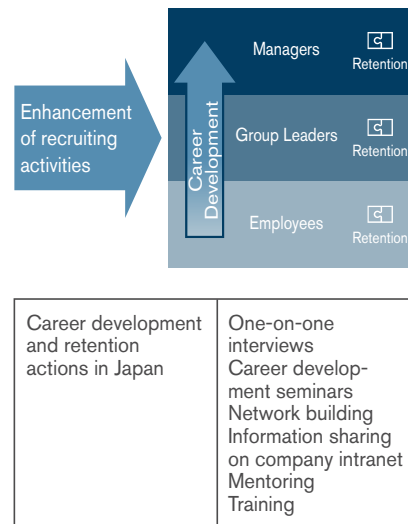 Enhancement
of recruiting
activities
Career
Development
Managers
Retention
Group Leaders
Retention
Employees
Retention
Career development
and retention
actions in Japan
One-on-one
interviews
Career develop-
ment seminars
Network building
Information sharing
on company intranet
Mentoring
Training